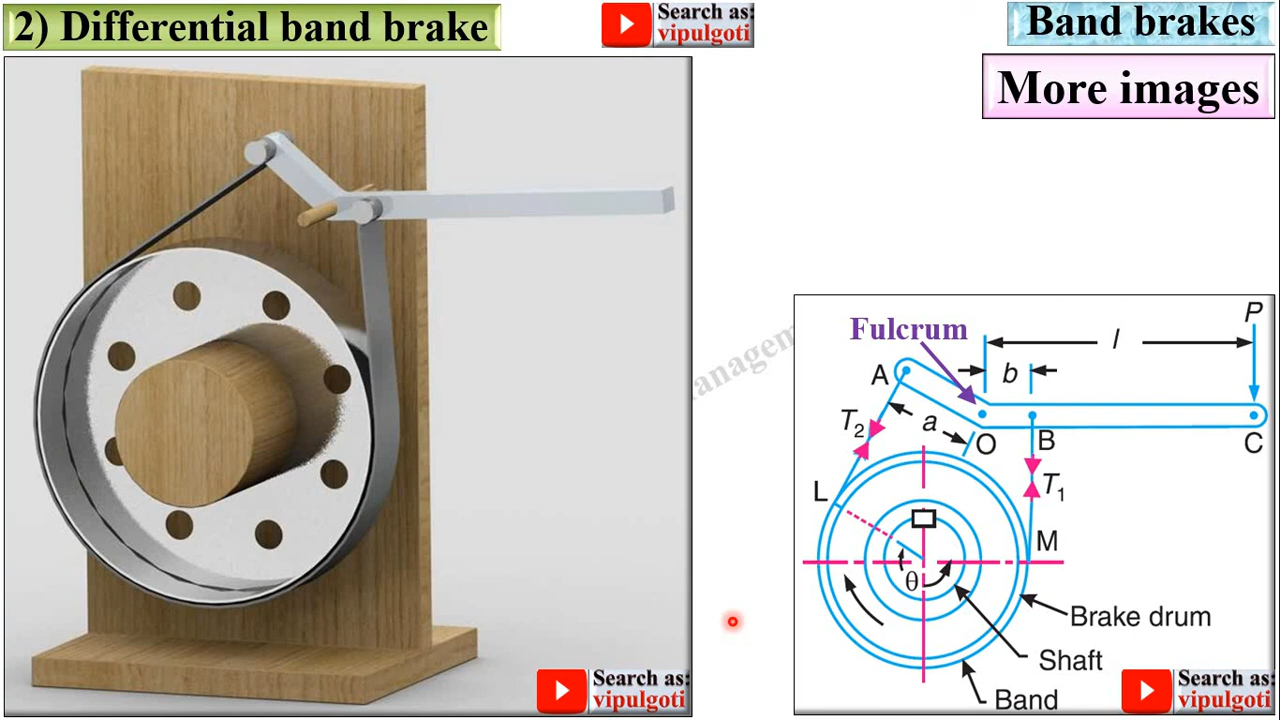 2) Differential band brake
Search as:
vipulgoti
Band brakes
More images
anagem
Fulcrum
P
l
A
b
a
T2
O
B
C
T1
L
M
θ
Brake drum
Shaft
Band
Search as:
vipulgoti
Search as:
vipulgoti